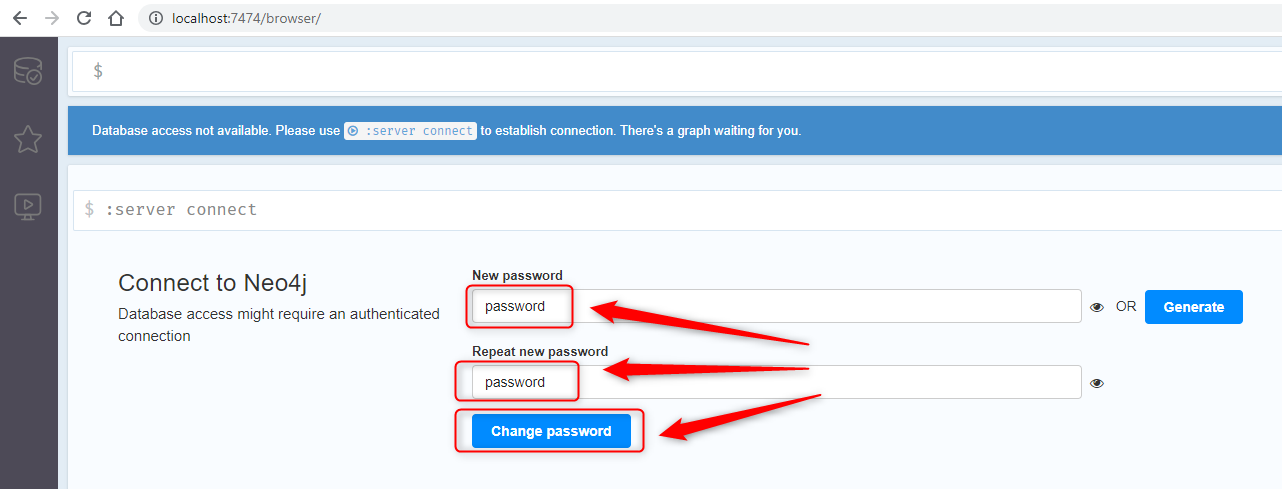 localhost:7474/browser/
$
Database access not available. Please use :server connect to establish connection. There's a graph waiting for you.
$ :server connect
Connect to Neo4j
Database access might require an authenticated
connection
New password
password
OR Generate
Repeat new password
password
Change password